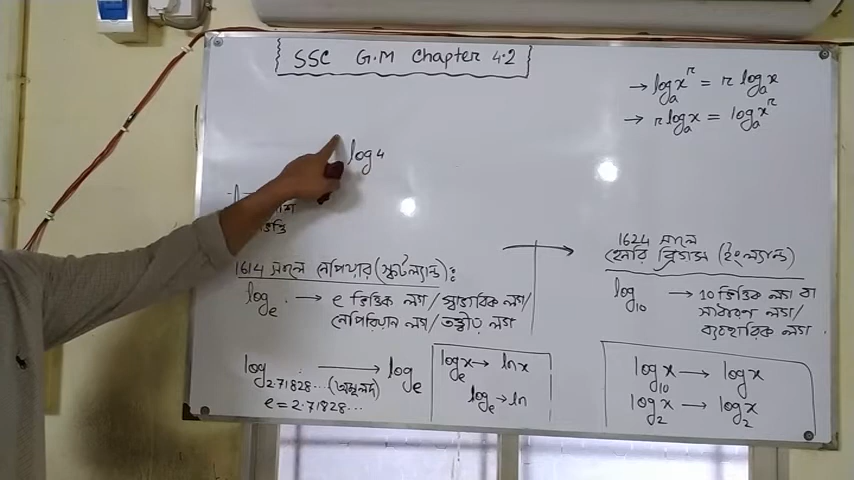 SSC G.M Chapter 4.2
→ logₐxʳ = r logₐx
→ r logₐx = logₐxʳ
log 4
1614 সালে নেপিয়ার (স্কটল্যান্ড):
logₑ → e ভিত্তিক লগ/স্বাভাবিক লগ/
নেপিরিয়ান লগ/তত্ত্বীয় লগ
1624 সালে
হেনরি ব্রিগস (ইংল্যান্ড)
log₁₀ → 10 ভিত্তিক লগ বা
সাধারণ লগ/
ব্যবহারিক লগ
log₂.₇₁₈₂₈... (অমূলদ) → logₑ
e = 2.71828...
logₑx → ln x
logₑ → ln
log₁₀x → log x
log₂x → log₂x